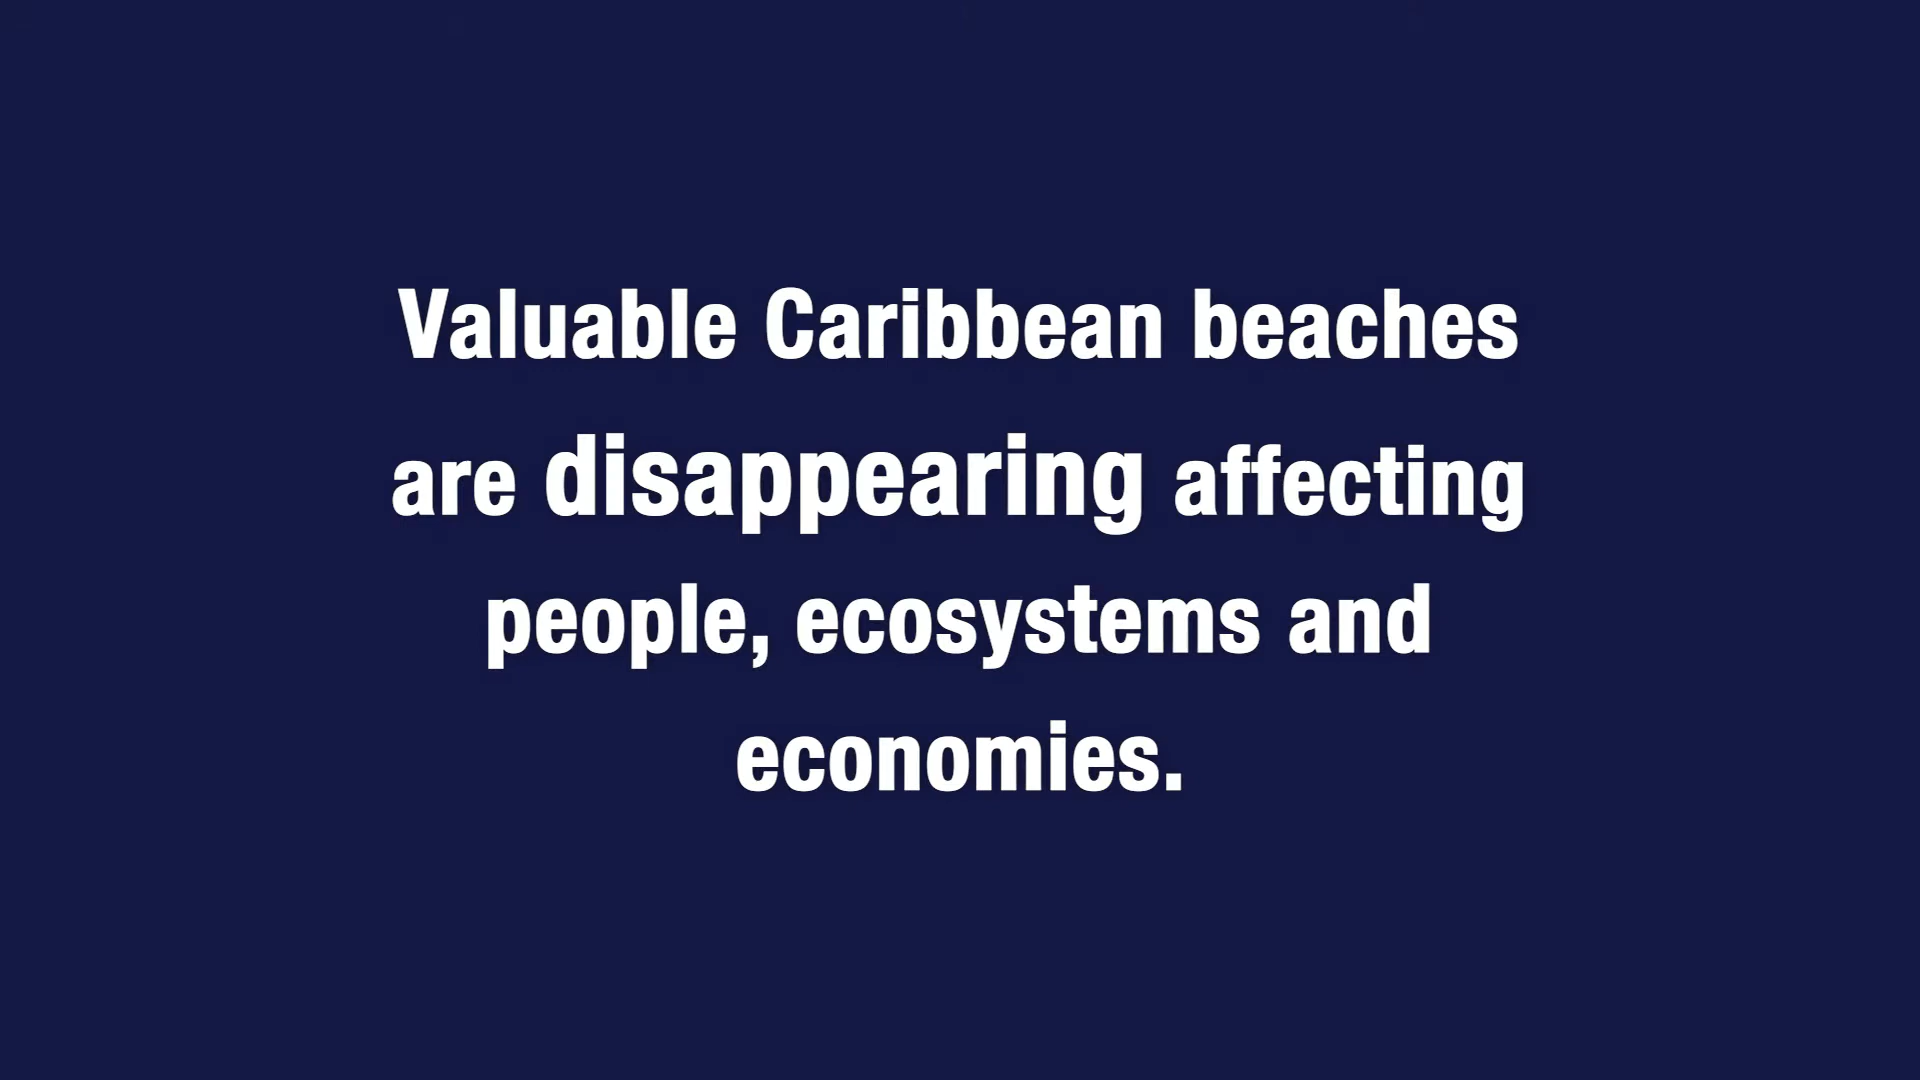 Valuable Caribbean beaches
are disappearing affecting
people, ecosystems and
economies.